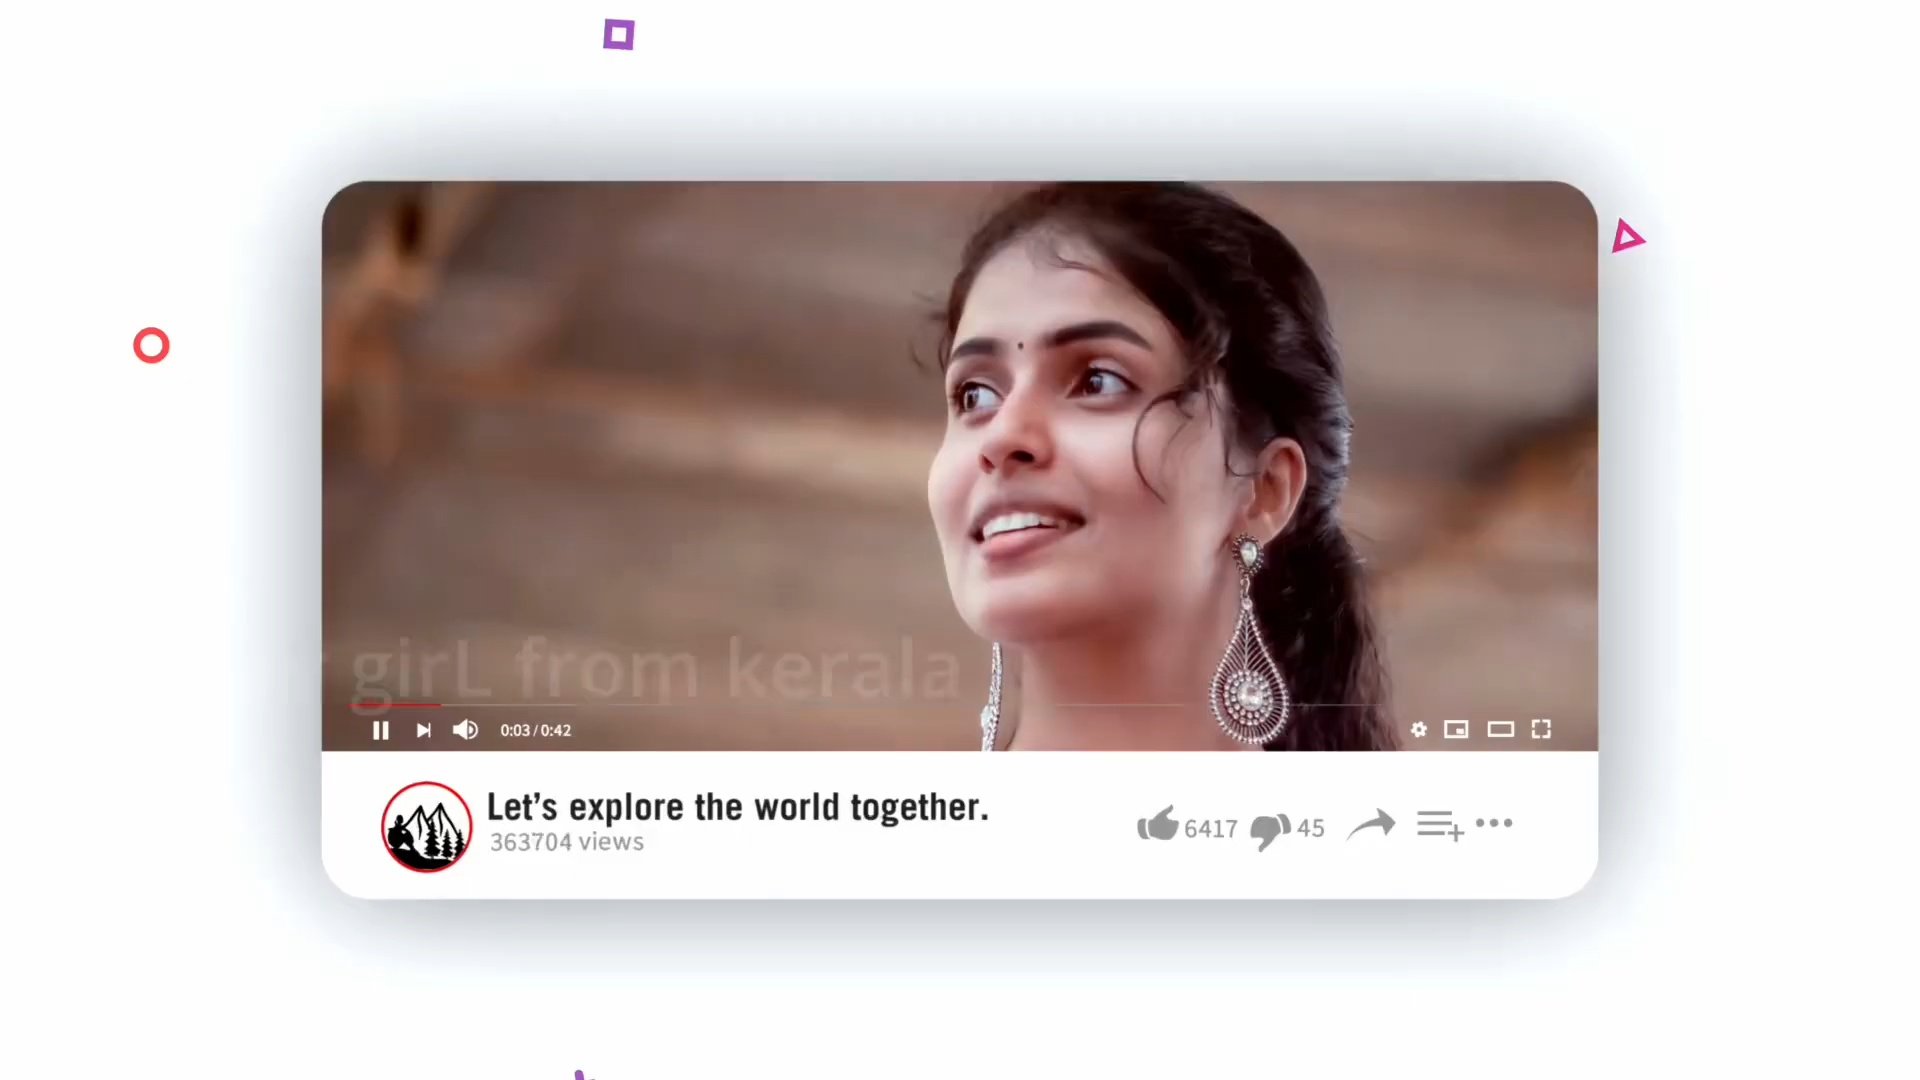 girL from kerala
0:03 / 0:42
Let's explore the world together.
363704 views
6417
45